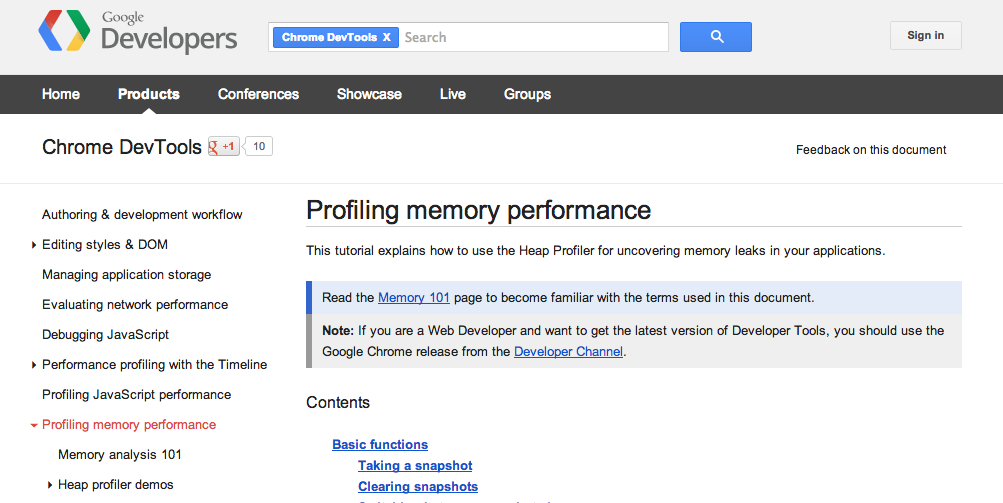 Google
Developers
Chrome DevTools X Search
Sign in
Home Products Conferences Showcase Live Groups
Chrome DevTools g +1 10
Feedback on this document
Authoring & development workflow
Editing styles & DOM
Managing application storage
Evaluating network performance
Debugging JavaScript
Performance profiling with the Timeline
Profiling JavaScript performance
Profiling memory performance
Memory analysis 101
Heap profiler demos
Profiling memory performance
This tutorial explains how to use the Heap Profiler for uncovering memory leaks in your applications.
Read the Memory 101 page to become familiar with the terms used in this document.
Note: If you are a Web Developer and want to get the latest version of Developer Tools, you should use the
Google Chrome release from the Developer Channel.
Contents
Basic functions
Taking a snapshot
Clearing snapshots